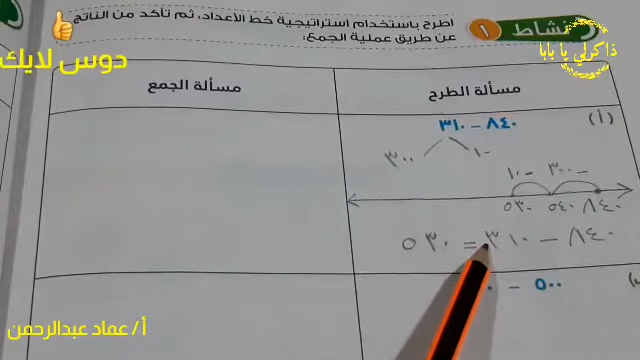 نشاط ١ اطرح باستخدام استراتيجية خط الأعداد، ثم تأكد من الناتج
عن طريق عملية الجمع:
ذاكرلي يا بابا
دوس لايك
مسألة الطرح مسألة الجمع
(أ) ٨٤٠ – ٣١٠
٣٠٠ ١٠
٣٠٠– ١٠–
٨٤٠ ٥٤٠ ٥٣٠
٨٤٠ – ٣١٠ = ٥٣٠
٥٠٠ –
أ/ عماد عبدالرحمن